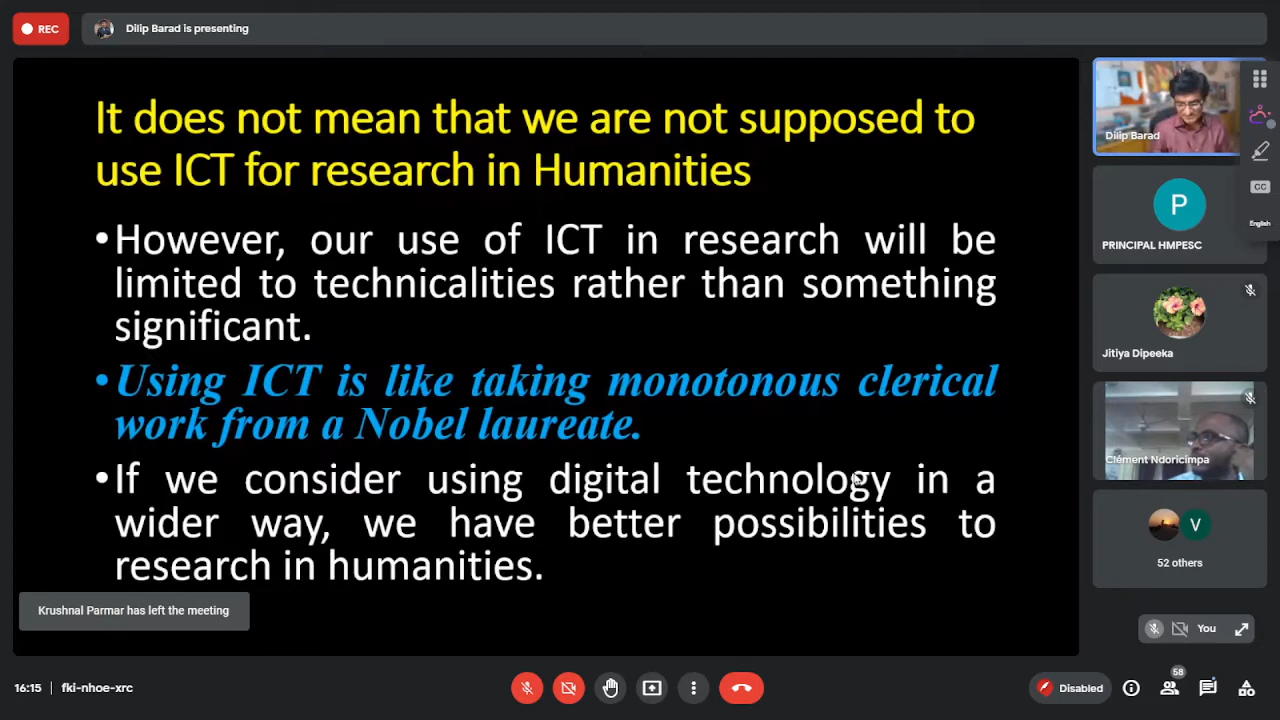 REC
Dilip Barad is presenting
It does not mean that we are not supposed to
use ICT for research in Humanities
•However, our use of ICT in research will be
limited to technicalities rather than something
significant.
•Using ICT is like taking monotonous clerical
work from a Nobel laureate.
•If we consider using digital technology in a
wider way, we have better possibilities to
research in humanities.
Krushnal Parmar has left the meeting
Dilip Barad
CC
English
P
PRINCIPAL HMPESC
Jitiya Dipeeka
Clément Ndoricimpa
V
52 others
You
16:15 | fki-nhoe-xrc
Disabled
58